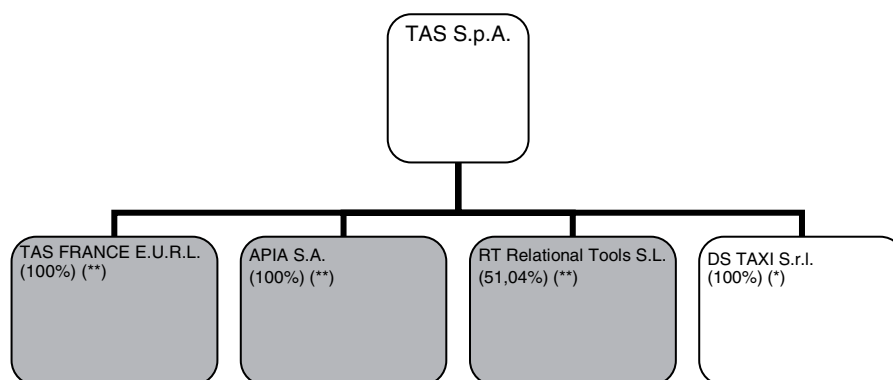 TAS S.p.A.
TAS FRANCE E.U.R.L.
(100%) (**)
APIA S.A.
(100%) (**)
RT Relational Tools S.L.
(51,04%) (**)
DS TAXI S.r.l.
(100%) (*)